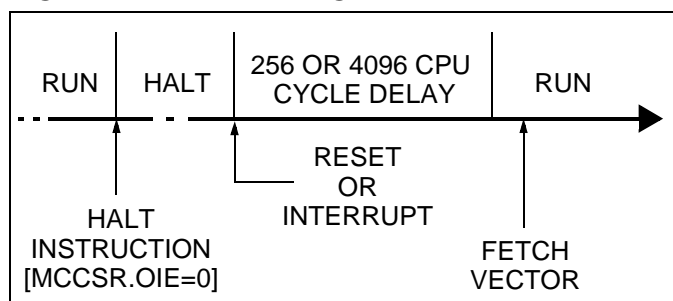 RUN
HALT
256 OR 4096 CPU
CYCLE DELAY
RUN
RESET
OR
INTERRUPT
HALT
INSTRUCTION
[MCCSR.OIE=0]
FETCH
VECTOR